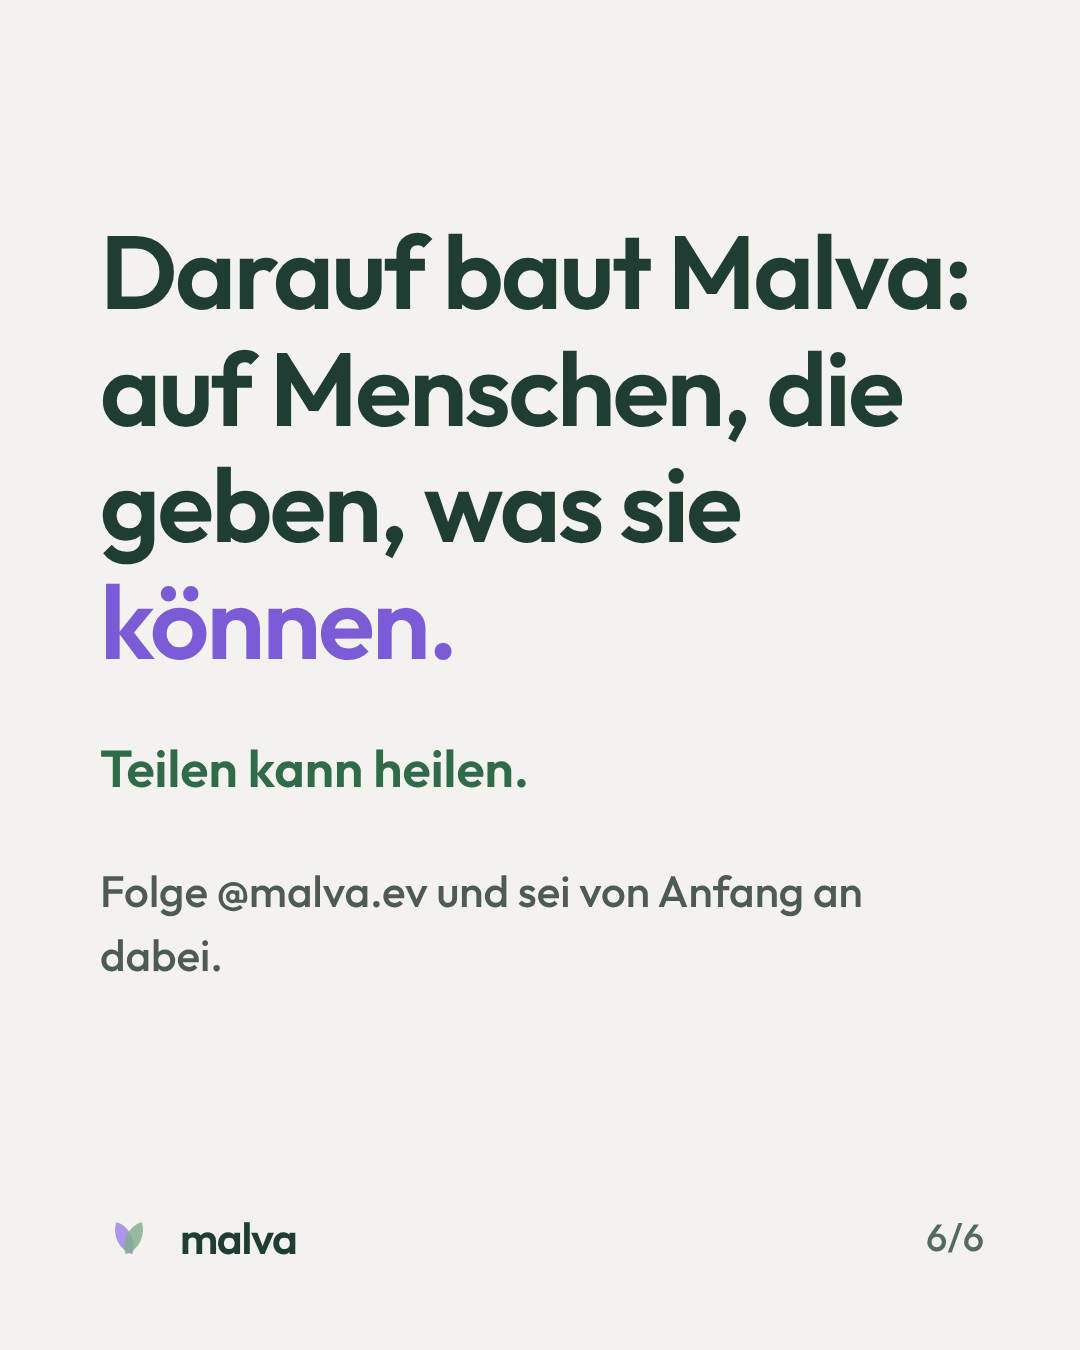 Darauf baut Malva:
auf Menschen, die
geben, was sie
können.
Teilen kann heilen.
Folge @malva.ev und sei von Anfang an
dabei.
malva
6/6